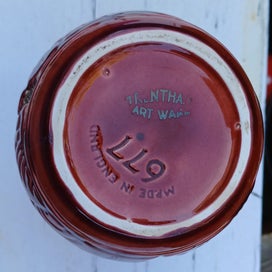 TRENTHAM
ART WARE
677
MADE IN ENGLAND